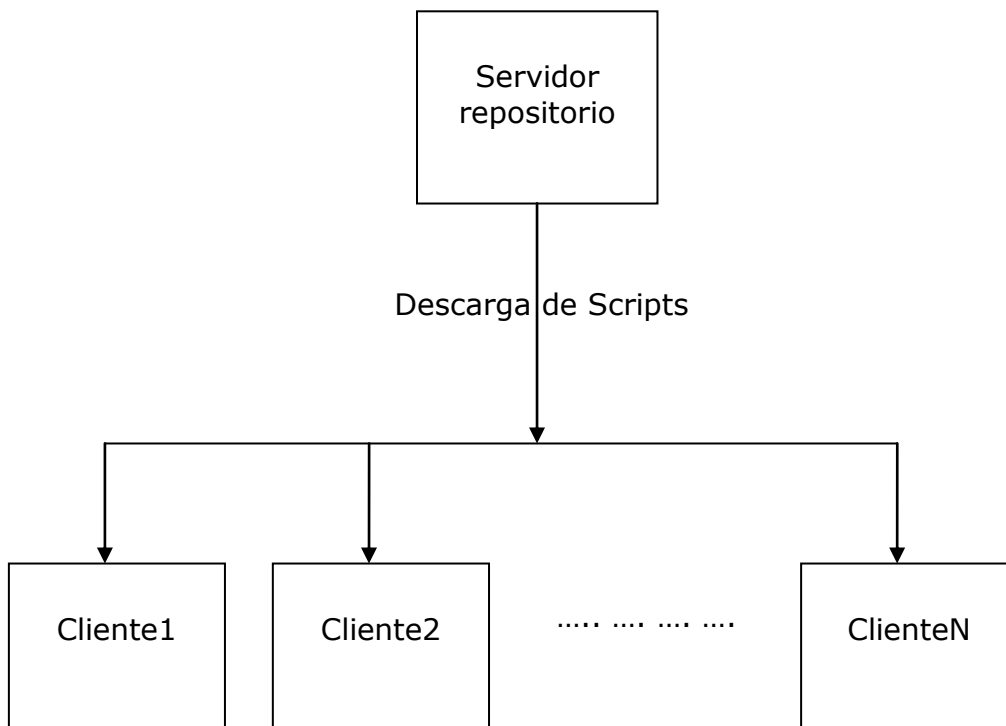 Servidor
repositorio
Descarga de Scripts
Cliente1
Cliente2
….. …. …. ….
ClienteN